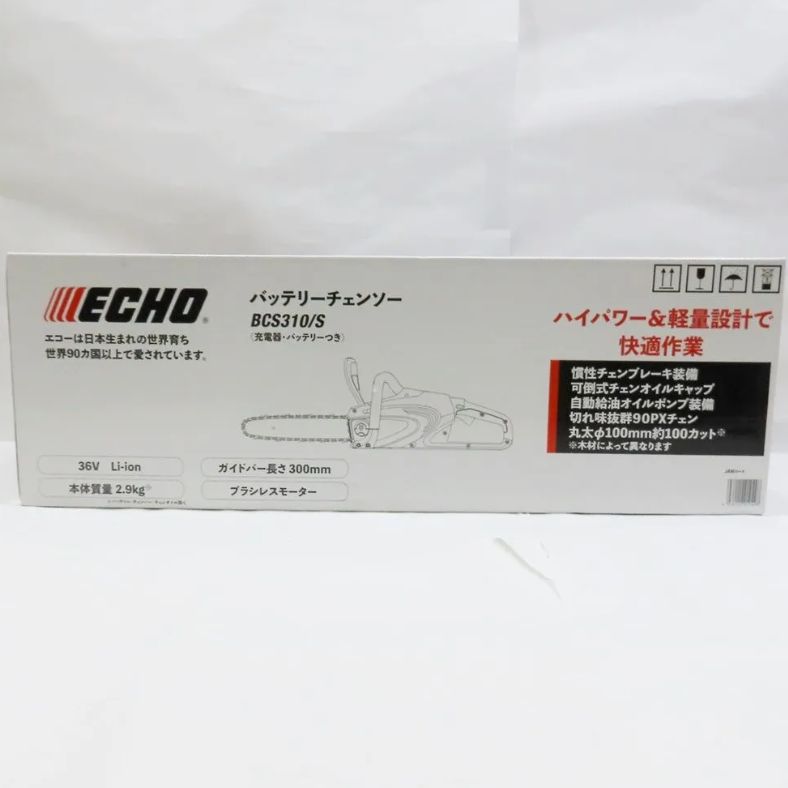 ECHO
エコーは日本生まれの世界育ち
世界90カ国以上で愛されています。
バッテリーチェンソー
BCS310/S
(充電器・バッテリーつき)
ハイパワー&軽量設計で
快適作業
慣性チェンブレーキ装備
可倒式チェンオイルキャップ
自動給油オイルポンプ装備
切れ味抜群90PXチェン
丸太φ100mm約100カット※
※木材によって異なります
36V Li-ion
ガイドバー長さ300mm
本体質量2.9kg※
ブラシレスモーター